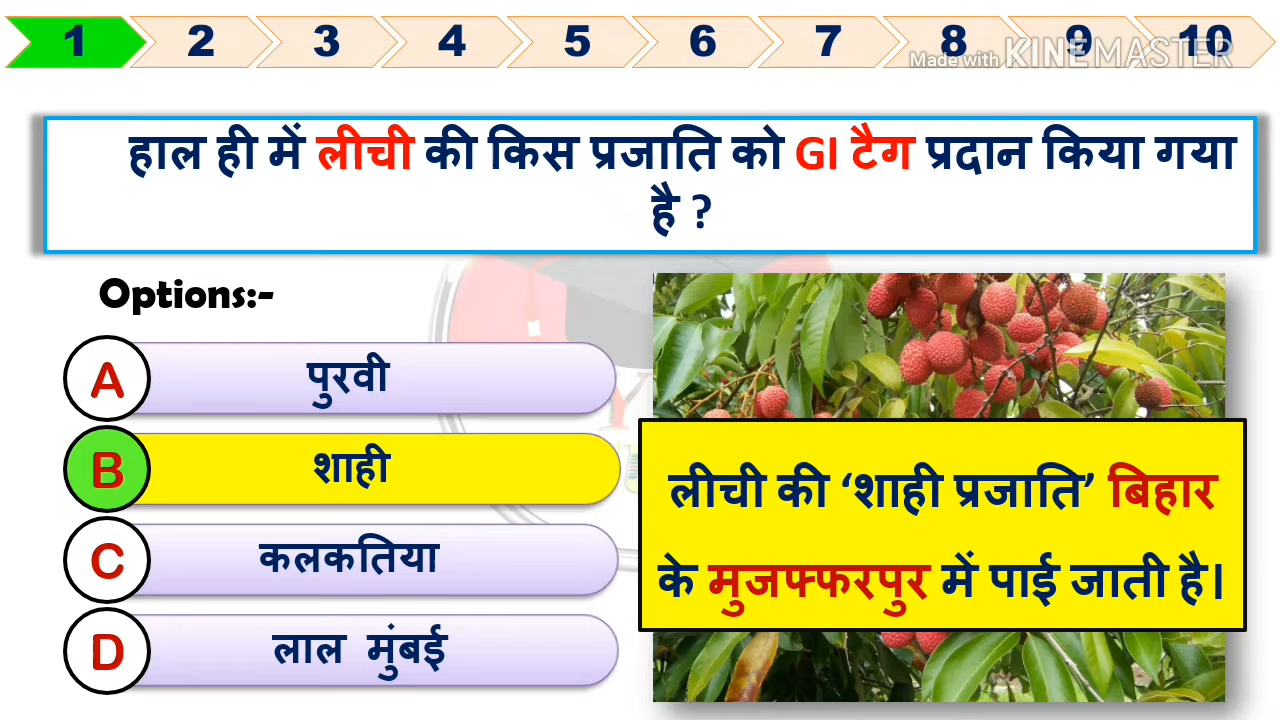 1 2 3 4 5 6 7 8 9 10
Made with KINEMASTER
हाल ही में लीची की किस प्रजाति को GI टैग प्रदान किया गया
है ?
Options:-
A पुरवी
B शाही
C कलकतिया
D लाल मुंबई
लीची की ‘शाही प्रजाति’ बिहार
के मुजफ्फरपुर में पाई जाती है।